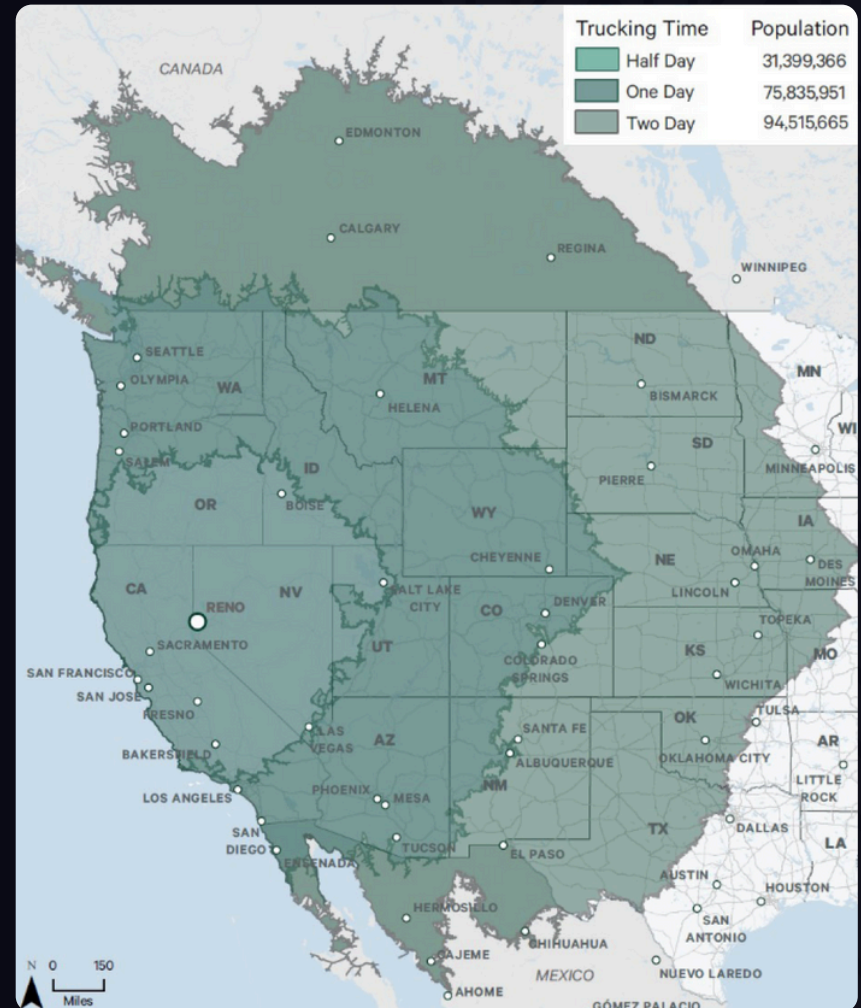 Trucking Time Population
Half Day 31,399,366
One Day 75,835,951
Two Day 94,515,665
CANADA
EDMONTON
CALGARY
REGINA
WINNIPEG
SEATTLE
OLYMPIA
WA
PORTLAND
SALEM
MT
HELENA
ND
BISMARCK
MN
WI
MINNEAPOLIS
SD
PIERRE
ID
BOISE
OR
WY
CHEYENNE
IA
NE
OMAHA
DES
MOINES
LINCOLN
CA
RENO
NV
SALT LAKE
CITY
CO
DENVER
TOPEKA
SACRAMENTO
UT
COLORADO
SPRINGS
KS
MO
SAN FRANCISCO
SAN JOSE
WICHITA
FRESNO
LAS
VEGAS
AZ
SANTA FE
OK
TULSA
BAKERSFIELD
ALBUQUERQUE
OKLAHOMA CITY
AR
LITTLE
ROCK
LOS ANGELES
PHOENIX
MESA
NM
SAN
DIEGO
TUCSON
EL PASO
TX
DALLAS
LA
ENSENADA
AUSTIN
HOUSTON
HERMOSILLO
SAN
ANTONIO
CHIHUAHUA
CAJEME
MEXICO
NUEVO LAREDO
AHOME
GÓMEZ PALACIO
N 0 150
Miles